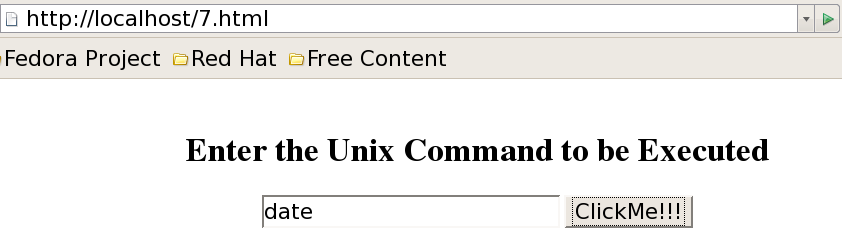 http://localhost/7.html
Fedora Project Red Hat Free Content
Enter the Unix Command to be Executed
date ClickMe!!!